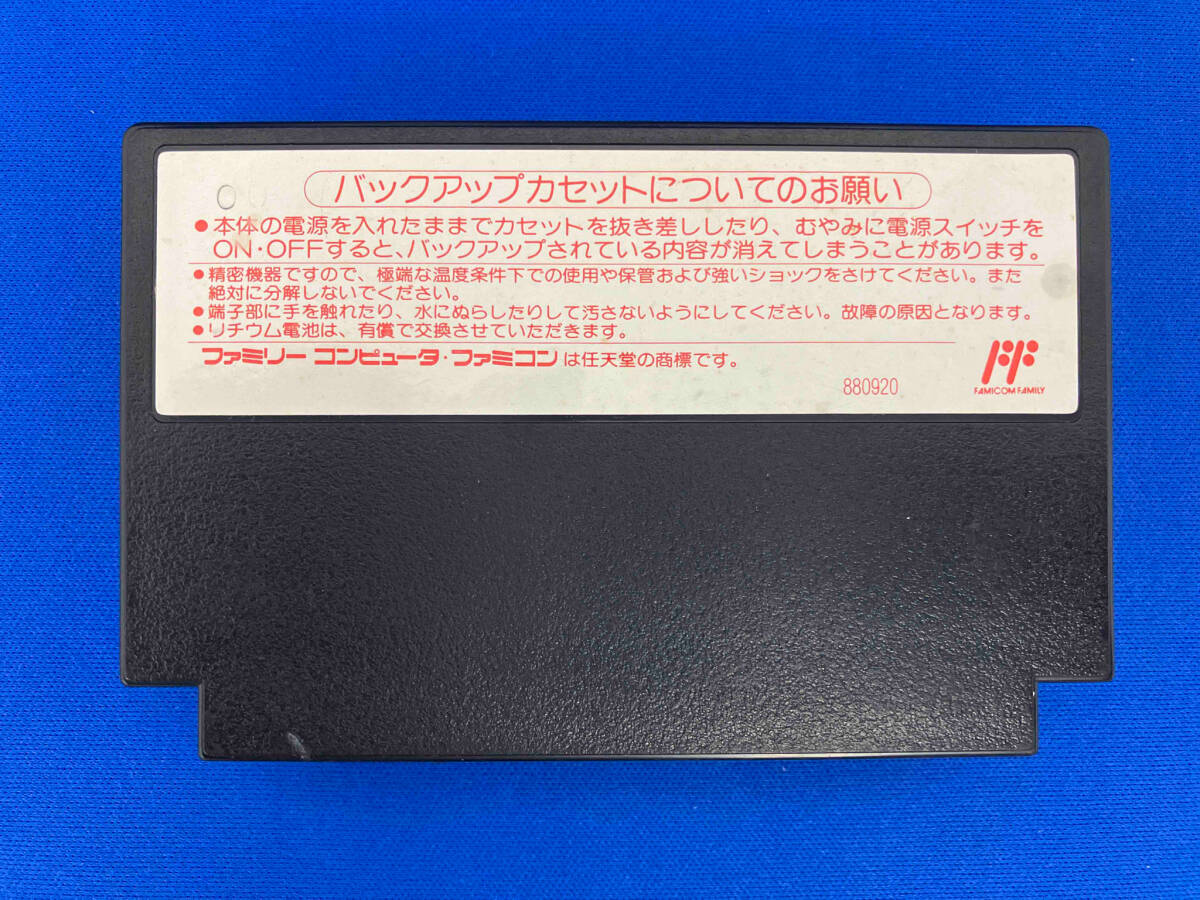 バックアップカセットについてのお願い
●本体の電源を入れたままでカセットを抜き差ししたり、むやみに電源スイッチを
ON・OFFすると、バックアップされている内容が消えてしまうことがあります。
●精密機器ですので、極端な温度条件下での使用や保管および強いショックをさけてください。また
絶対に分解しないでください。
●端子部に手を触れたり、水にぬらしたりして汚さないようにしてください。故障の原因となります。
●リチウム電池は、有償で交換させていただきます。
ファミリー コンピュータ・ファミコンは任天堂の商標です。
880920
FAMICOM FAMILY